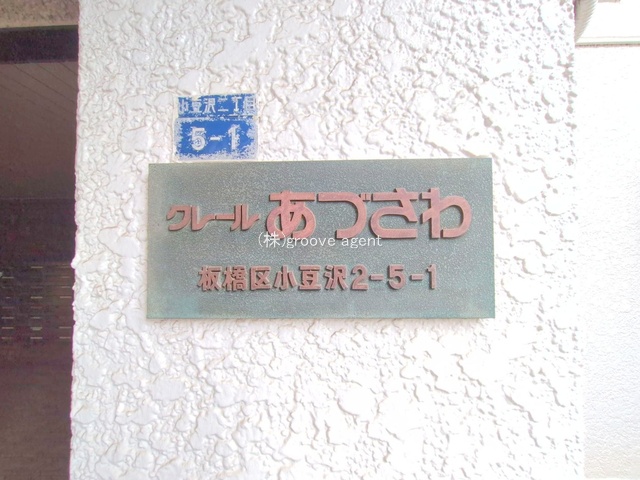 小豆沢二丁目
5-1
クレールあづさわ
(株)groove agent
板橋区小豆沢2-5-1